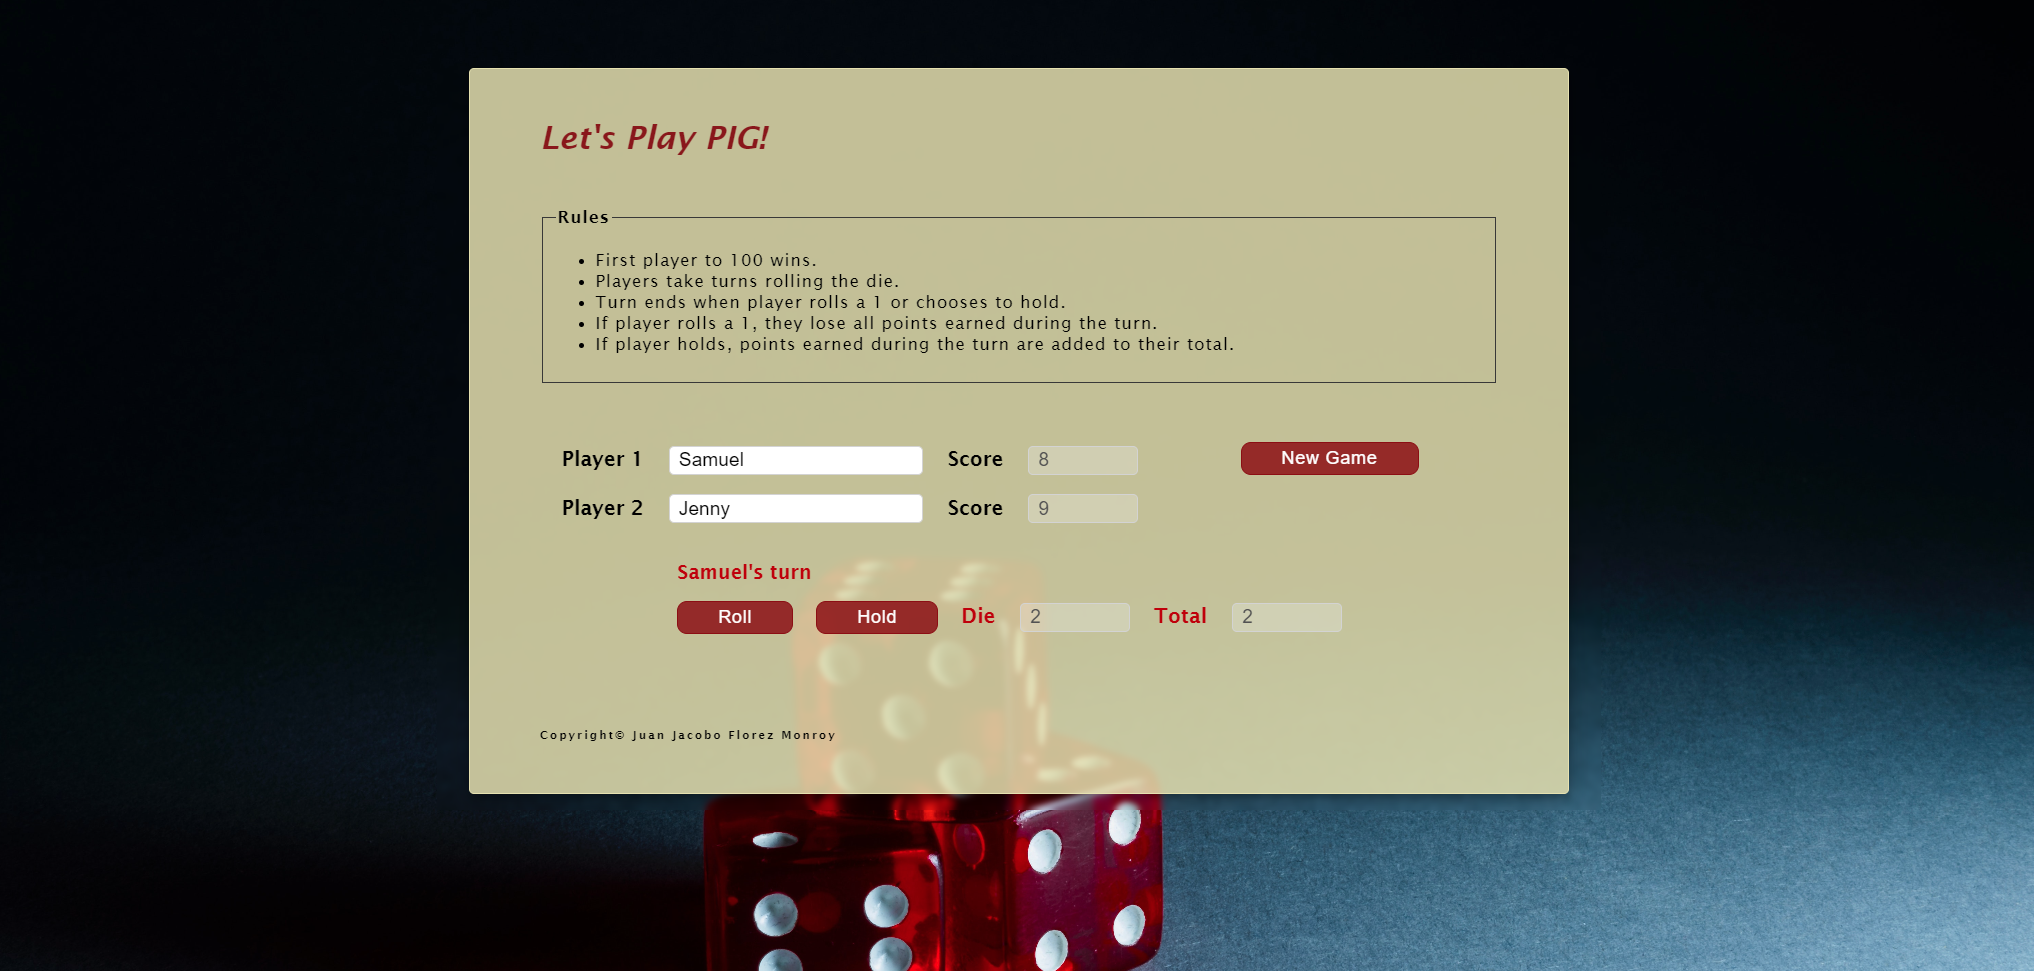 Let's Play PIG!
Rules
First player to 100 wins.
Players take turns rolling the die.
Turn ends when player rolls a 1 or chooses to hold.
If player rolls a 1, they lose all points earned during the turn.
If player holds, points earned during the turn are added to their total.
Player 1 Samuel Score 8 New Game
Player 2 Jenny Score 9
Samuel's turn
Roll Hold Die 2 Total 2
Copyright© Juan Jacobo Florez Monroy